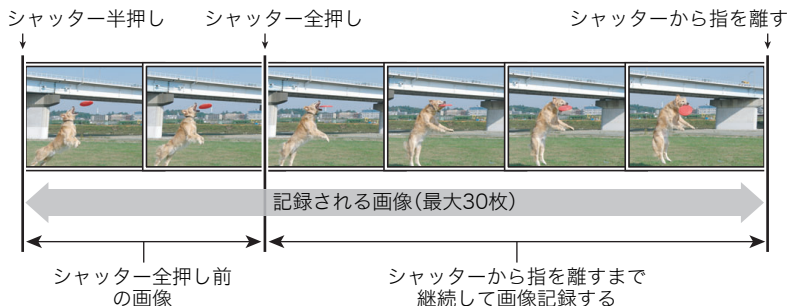 シャッター半押し
シャッター全押し
シャッターから指を離す
記録される画像(最大30枚)
シャッター全押し前
の画像
シャッターから指を離すまで
継続して画像記録する